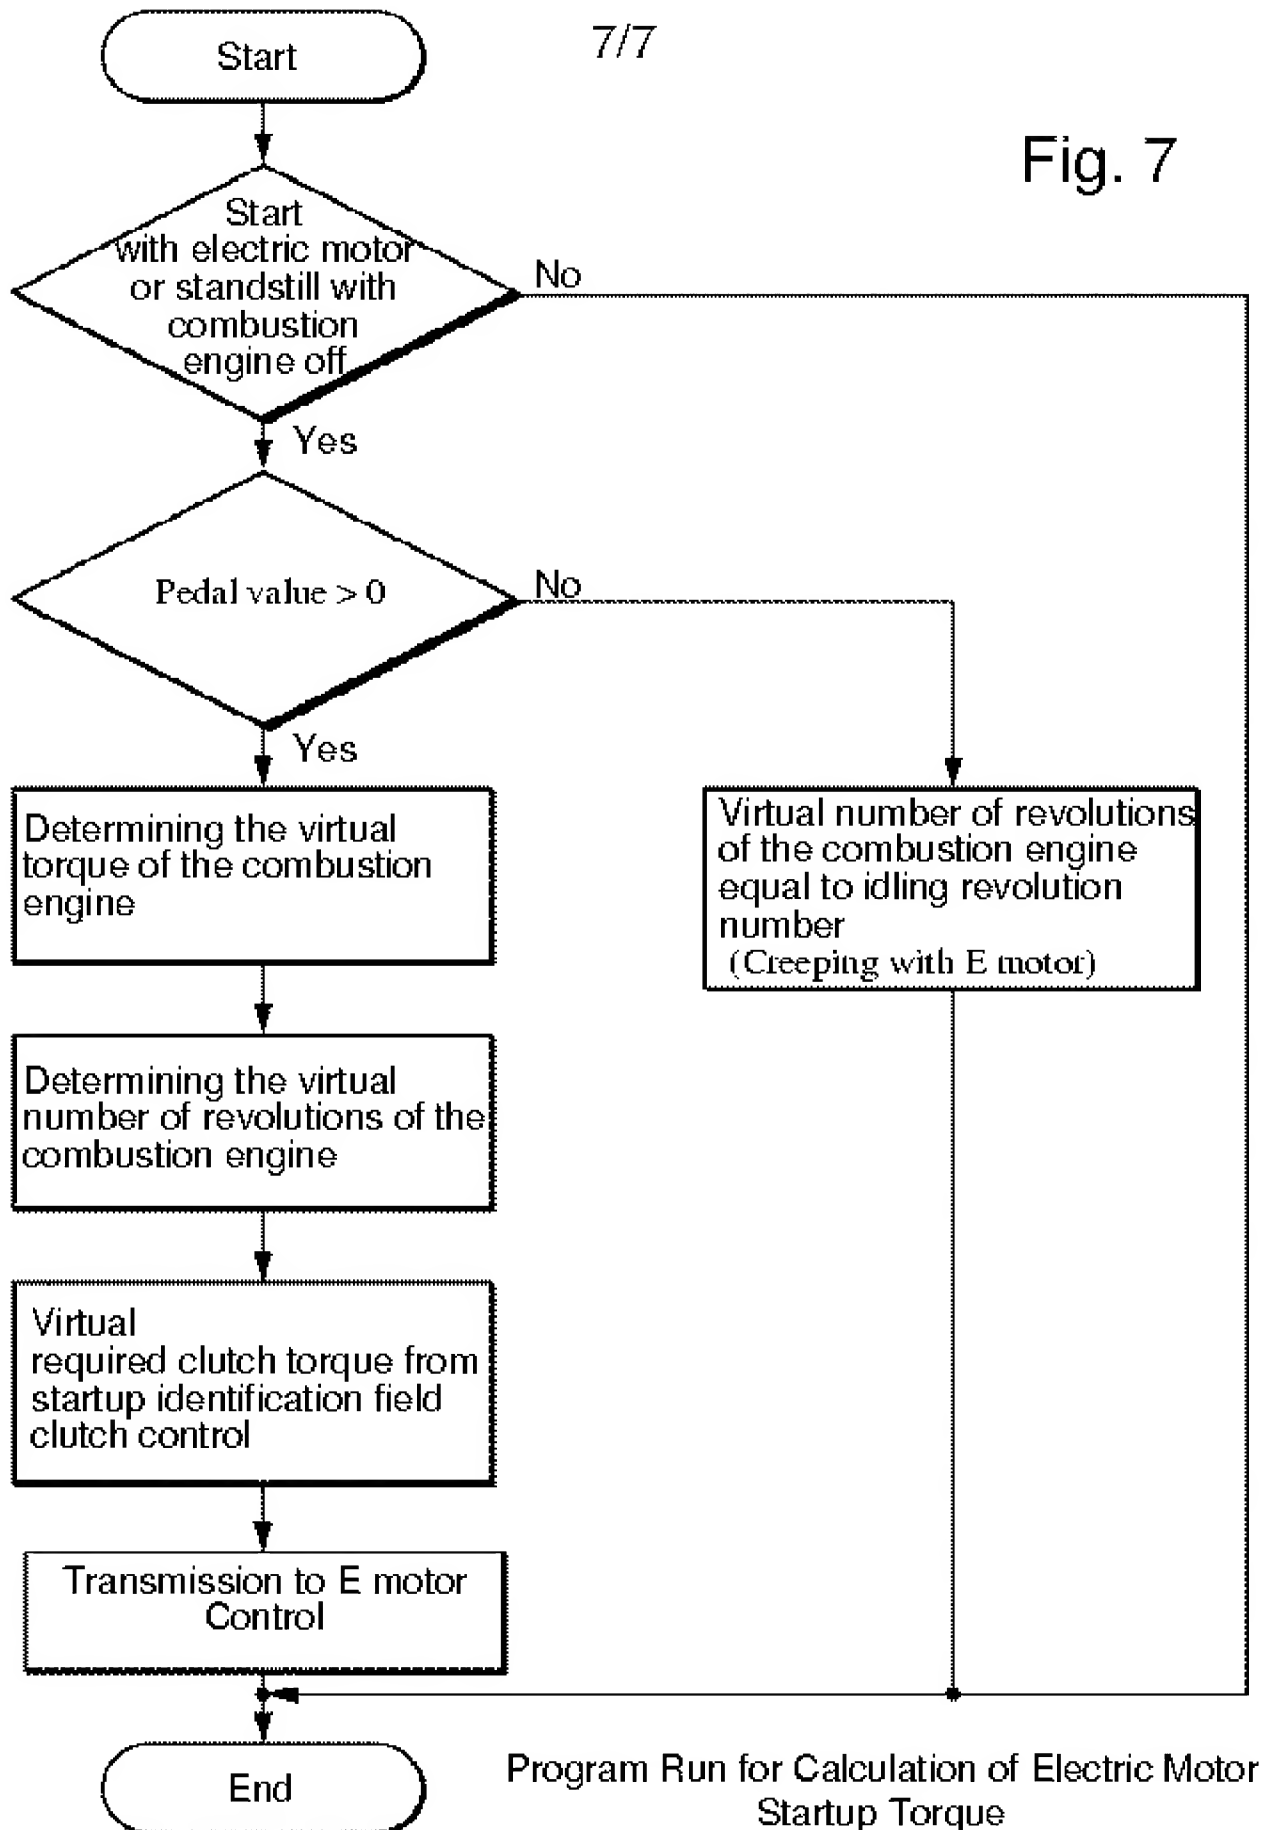 7/7
Fig. 7
Start
Start
with electric motor
or standstill with
combustion
engine off
No
Yes
Pedal value > 0
No
Yes
Determining the virtual
torque of the combustion
engine
Virtual number of revolutions
of the combustion engine
equal to idling revolution
number
(Creeping with E motor)
Determining the virtual
number of revolutions of the
combustion engine
Virtual
required clutch torque from
startup identification field
clutch control
Transmission to E motor
Control
End
Program Run for Calculation of Electric Motor
Startup Torque